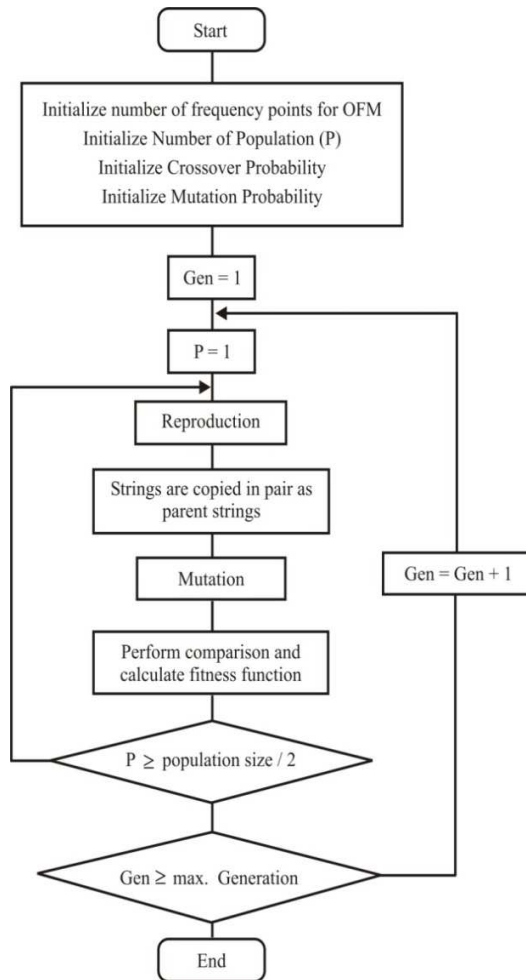 Start
Initialize number of frequency points for OFM
Initialize Number of Population (P)
Initialize Crossover Probability
Initialize Mutation Probability
Gen = 1
P = 1
Reproduction
Strings are copied in pair as
parent strings
Mutation
Gen = Gen + 1
Perform comparison and
calculate fitness function
P ≥ population size / 2
Gen ≥ max. Generation
End